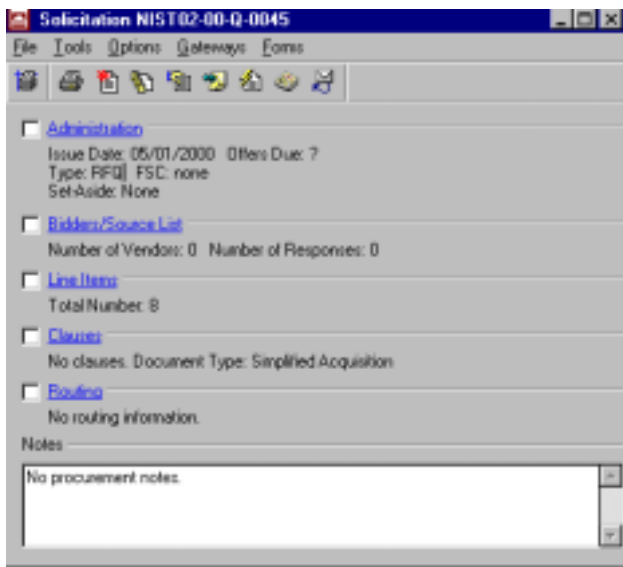 Solicitation NIST02-00-Q-0045
File Tools Options Gateways Forms
Administration
Issue Date: 05/01/2000 Offers Due: ?
Type: RFQ FSC: none
Set-Aside: None
Bidders/Source List
Number of Vendors: 0 Number of Responses: 0
Line Items
Total Number: 8
Clauses
No clauses. Document Type: Simplified Acquisition
Routing
No routing information.
Notes
No procurement notes.